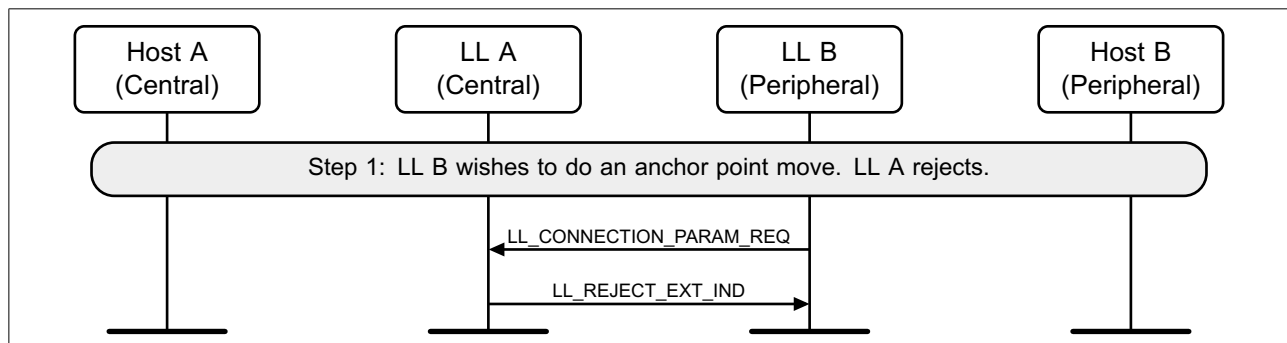 Host A
(Central)
LL A
(Central)
LL B
(Peripheral)
Host B
(Peripheral)
Step 1: LL B wishes to do an anchor point move. LL A rejects.
LL_CONNECTION_PARAM_REQ
LL_REJECT_EXT_IND